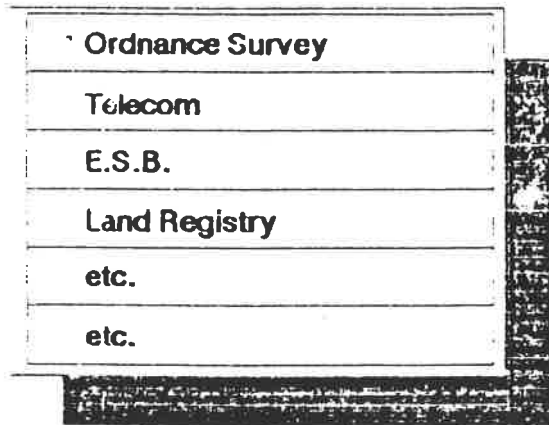 Ordnance Survey
Telecom
E.S.B.
Land Registry
etc.
etc.